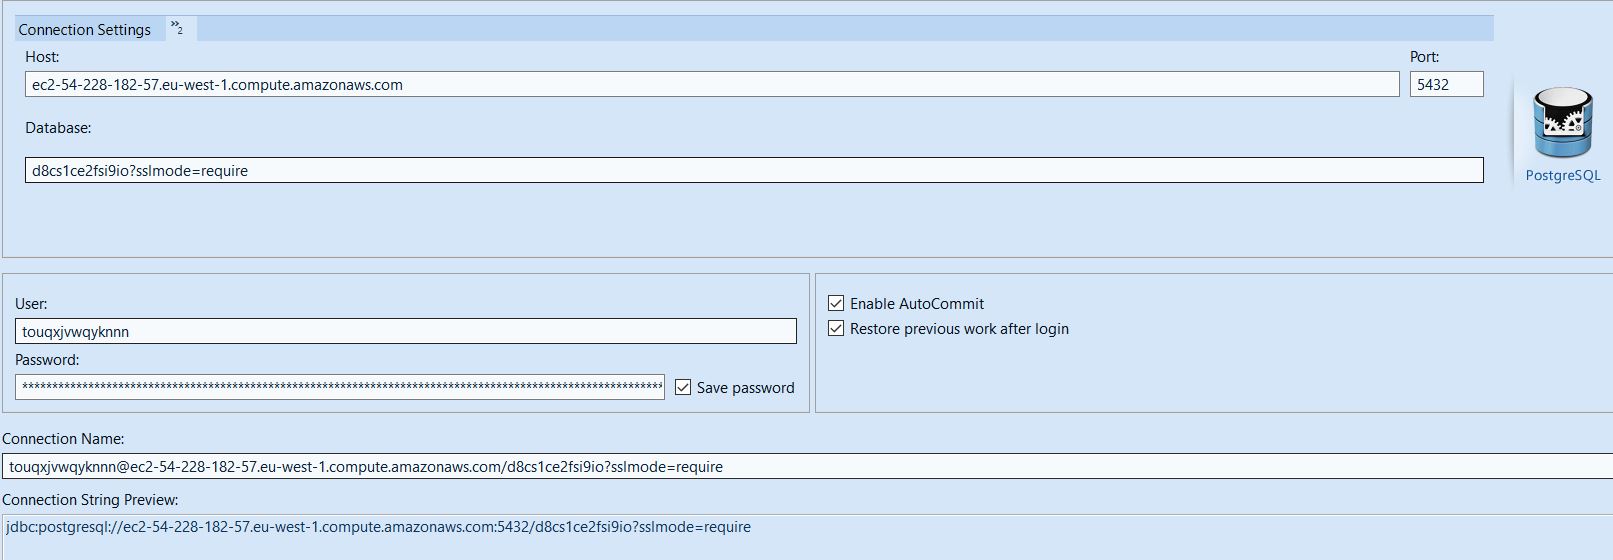 Connection Settings
»2
Host:
Port:
ec2-54-228-182-57.eu-west-1.compute.amazonaws.com
5432
Database:
d8cs1ce2fsi9io?sslmode=require
PostgreSQL
User:
touqxjvwqyknnn
Enable AutoCommit
Restore previous work after login
Password:
Save password
Connection Name:
touqxjvwqyknnn@ec2-54-228-182-57.eu-west-1.compute.amazonaws.com/d8cs1ce2fsi9io?sslmode=require
Connection String Preview:
jdbc:postgresql://ec2-54-228-182-57.eu-west-1.compute.amazonaws.com:5432/d8cs1ce2fsi9io?sslmode=require